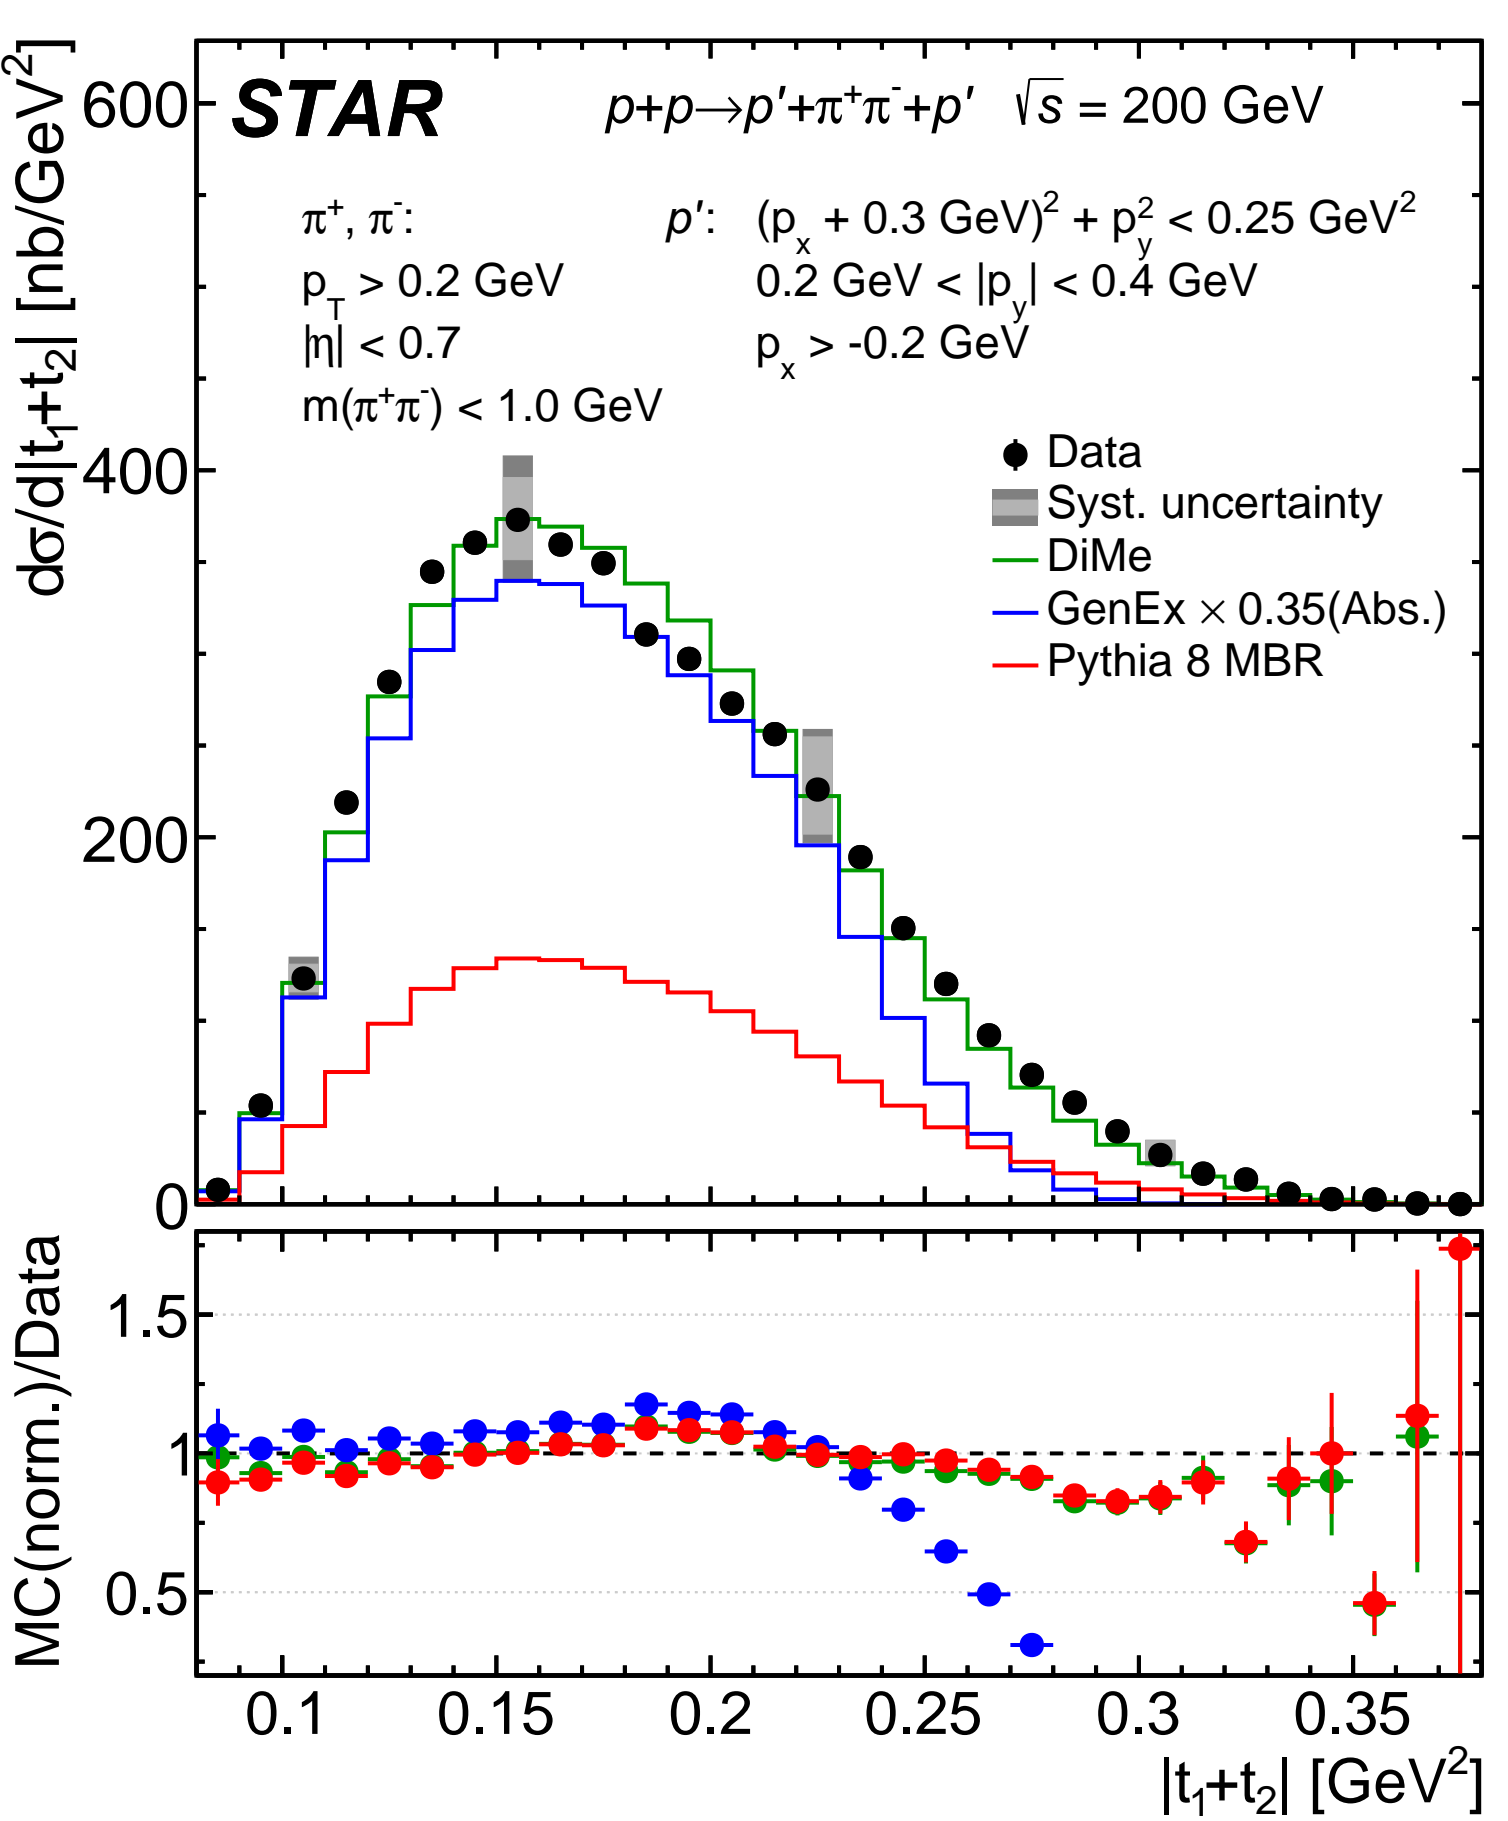 STAR p+p→p′+π⁺π⁻+p′ √s = 200 GeV
π⁺, π⁻: p′: (pₓ + 0.3 GeV)² + p_y² < 0.25 GeV²
p_T > 0.2 GeV 0.2 GeV < |p_y| < 0.4 GeV
|η| < 0.7 pₓ > -0.2 GeV
m(π⁺π⁻) < 1.0 GeV
Data
Syst. uncertainty
DiMe
GenEx × 0.35(Abs.)
Pythia 8 MBR
dσ/d|t₁+t₂| [nb/GeV²]
600
400
200
0
MC(norm.)/Data
1.5
1
0.5
0.1 0.15 0.2 0.25 0.3 0.35
|t₁+t₂| [GeV²]